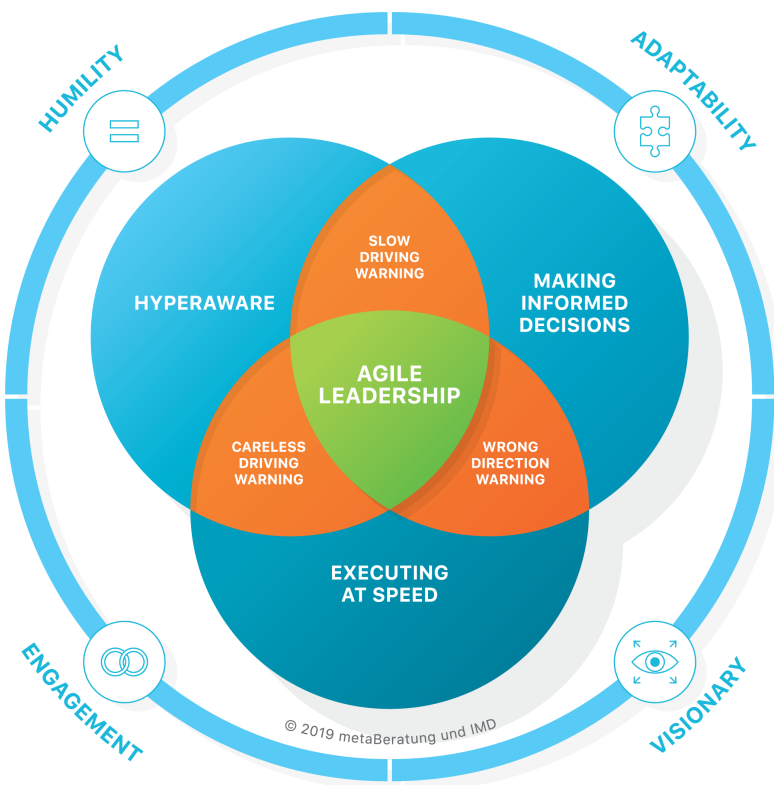 HUMILITY
ADAPTABILITY
SLOW
DRIVING
WARNING
HYPERAWARE
MAKING
INFORMED
DECISIONS
AGILE
LEADERSHIP
CARELESS
DRIVING
WARNING
WRONG
DIRECTION
WARNING
EXECUTING
AT SPEED
ENGAGEMENT
VISIONARY
© 2019 metaBeratung und IMD